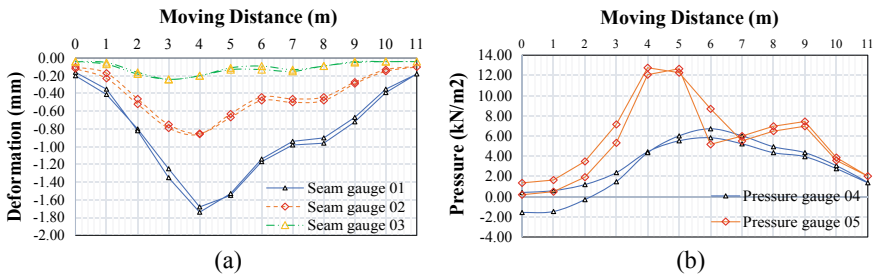 Moving Distance (m)
0 1 2 3 4 5 6 7 8 9 10 11
0.00
-0.20
-0.40
-0.60
-0.80
-1.00
-1.20
-1.40
-1.60
-1.80
-2.00
Deformation (mm)
Seam gauge 01
Seam gauge 02
Seam gauge 03
(a)
Moving Distance (m)
0 1 2 3 4 5 6 7 8 9 10 11
14.00
12.00
10.00
8.00
6.00
4.00
2.00
0.00
-2.00
-4.00
Pressure (kN/m2)
Pressure gauge 04
Pressure gauge 05
(b)